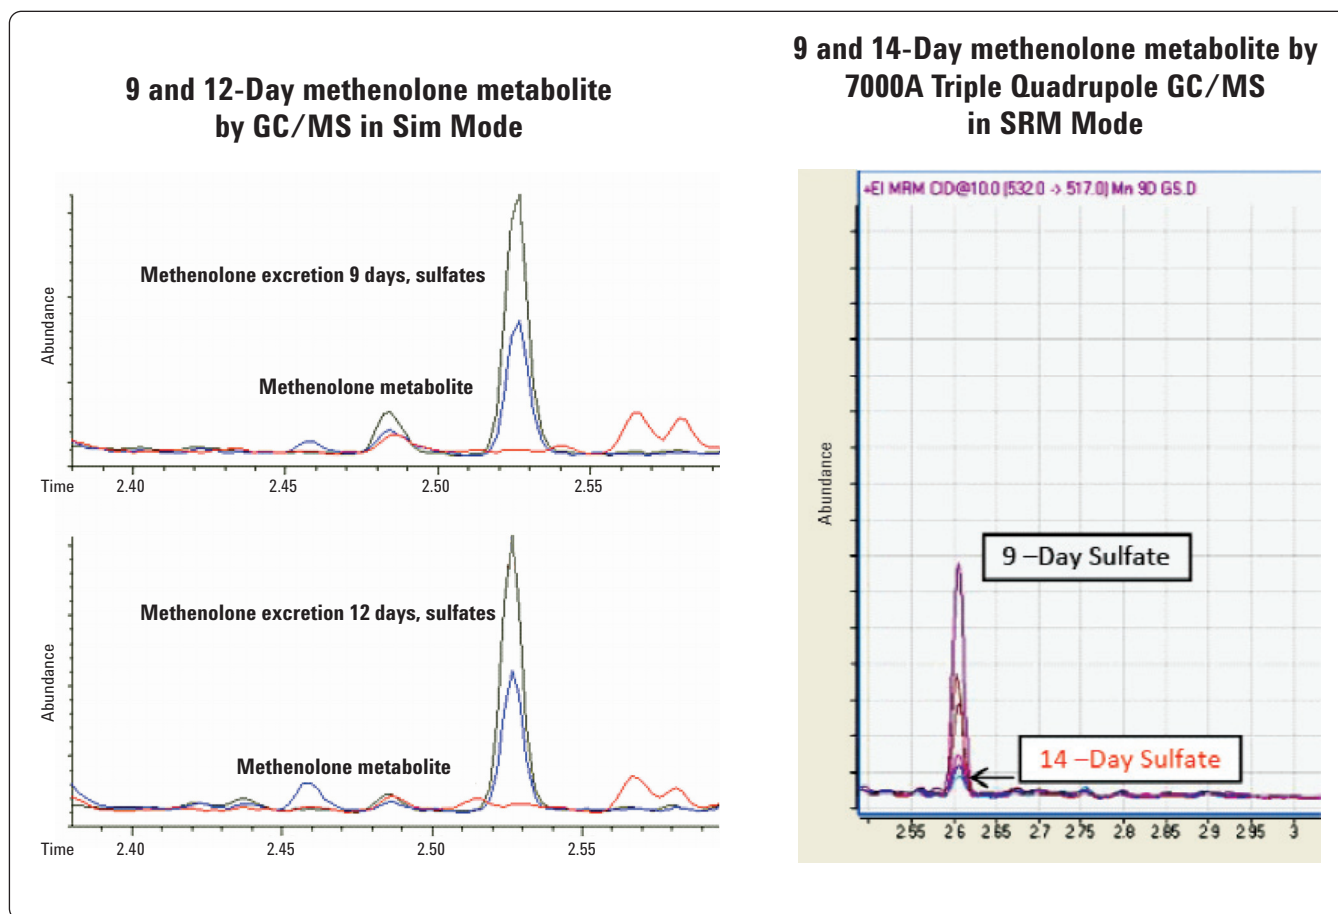 9 and 12-Day methenolone metabolite
by GC/MS in Sim Mode
Abundance
Methenolone excretion 9 days, sulfates
Methenolone metabolite
Time 2.40 2.45 2.50 2.55
Abundance
Methenolone excretion 12 days, sulfates
Methenolone metabolite
Time 2.40 2.45 2.50 2.55
9 and 14-Day methenolone metabolite by
7000A Triple Quadrupole GC/MS
in SRM Mode
+EI MRM CID@10.0 (532.0 -> 517.0) Mn 9D GS.D
Abundance
9 –Day Sulfate
14 –Day Sulfate
2.55 2.6 2.65 2.7 2.75 2.8 2.85 2.9 2.95 3